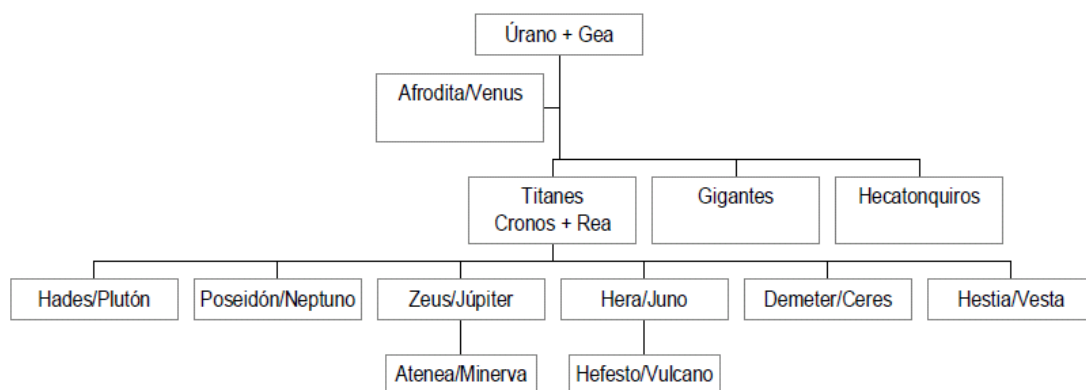 Úrano + Gea
Afrodita/Venus
Titanes
Cronos + Rea
Gigantes
Hecatonquiros
Hades/Plutón
Poseidón/Neptuno
Zeus/Júpiter
Hera/Juno
Demeter/Ceres
Hestia/Vesta
Atenea/Minerva
Hefesto/Vulcano